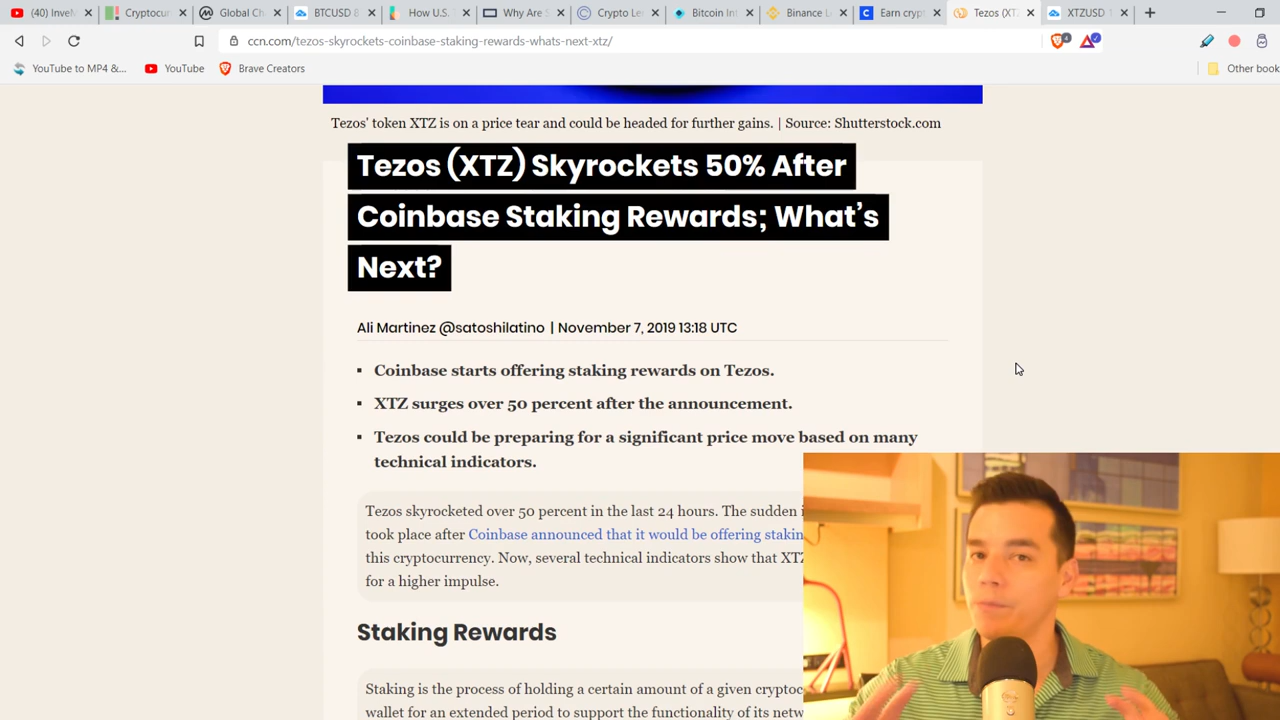 (40) InveM
Cryptocur
Global Ch
BTCUSD 8
How U.S.
Why Are S
Crypto Le
Bitcoin Int
Binance L
Earn crypt
Tezos (XT
XTZUSD 1
ccn.com/tezos-skyrockets-coinbase-staking-rewards-whats-next-xtz/
4
YouTube to MP4 &...
YouTube
Brave Creators
Other book
Tezos' token XTZ is on a price tear and could be headed for further gains. | Source: Shutterstock.com
Tezos (XTZ) Skyrockets 50% After
Coinbase Staking Rewards; What's
Next?
Ali Martinez @satoshilatino | November 7, 2019 13:18 UTC
▪ Coinbase starts offering staking rewards on Tezos.
▪ XTZ surges over 50 percent after the announcement.
▪ Tezos could be preparing for a significant price move based on many
technical indicators.
Tezos skyrocketed over 50 percent in the last 24 hours. The sudden i
took place after Coinbase announced that it would be offering stakin
this cryptocurrency. Now, several technical indicators show that XTZ
for a higher impulse.
Staking Rewards
Staking is the process of holding a certain amount of a given cryptoc
wallet for an extended period to support the functionality of its netw